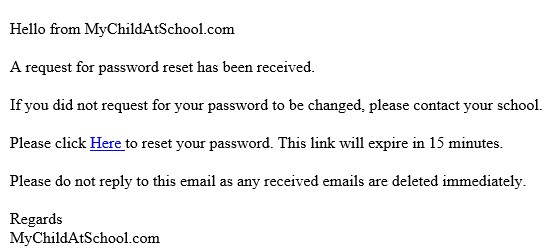 Hello from MyChildAtSchool.com
A request for password reset has been received.
If you did not request for your password to be changed, please contact your school.
Please click Here to reset your password. This link will expire in 15 minutes.
Please do not reply to this email as any received emails are deleted immediately.
Regards
MyChildAtSchool.com